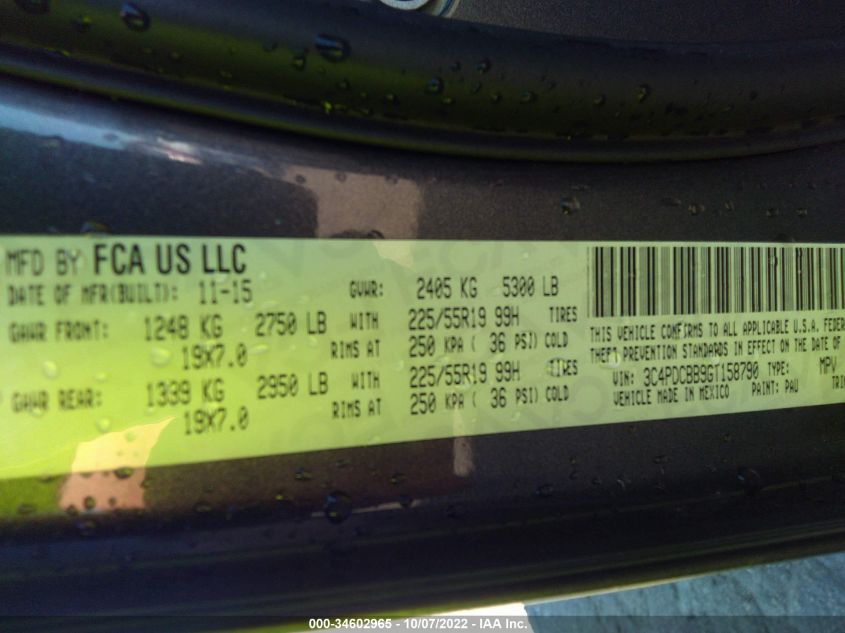 MFD BY FCA US LLC
DATE OF MFR(BUILT): 11-15 GVWR: 2405 KG 5300 LB
GAWR FRONT: 1248 KG 2750 LB WITH 225/55R19 99H TIRES
19X7.0 RIMS AT 250 KPA ( 36 PSI) COLD
GAWR REAR: 1339 KG 2950 LB WITH 225/55R19 99H TIRES
19X7.0 RIMS AT 250 KPA ( 36 PSI) COLD
THIS VEHICLE CONFIRMS TO ALL APPLICABLE U.S.A. FEDER
THEFT PREVENTION STANDARDS IN EFFECT ON THE DATE OF
VIN: 3C4PDCBB9GT158790 TYPE: MPV
VEHICLE MADE IN MEXICO PAINT: PAU TRI
000-34602965 - 10/07/2022 - IAA Inc.